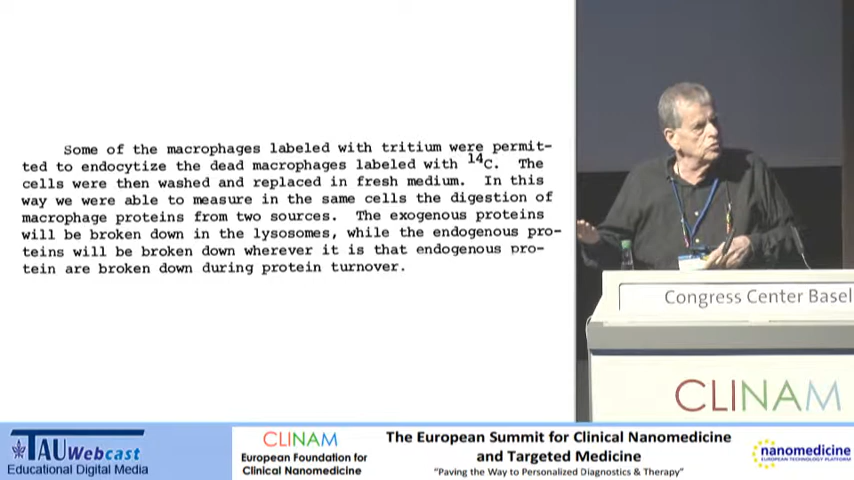 Some of the macrophages labeled with tritium were permit-
ted to endocytize the dead macrophages labeled with 14C. The
cells were then washed and replaced in fresh medium. In this
way we were able to measure in the same cells the digestion of
macrophage proteins from two sources. The exogenous proteins
will be broken down in the lysosomes, while the endogenous pro-
teins will be broken down wherever it is that endogenous pro-
tein are broken down during protein turnover.
Congress Center Basel
CLINAM
TAU Webcast
Educational Digital Media
CLINAM
European Foundation for
Clinical Nanomedicine
The European Summit for Clinical Nanomedicine
and Targeted Medicine
"Paving the Way to Personalized Diagnostics & Therapy"
nanomedicine
EUROPEAN TECHNOLOGY PLATFORM